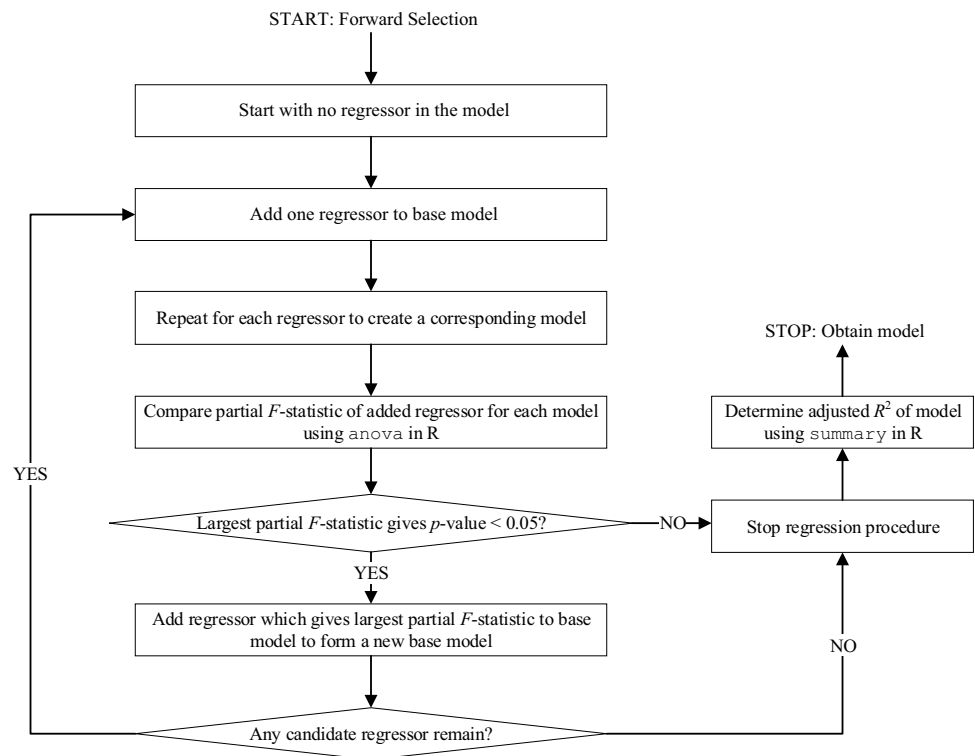 START: Forward Selection
Start with no regressor in the model
Add one regressor to base model
Repeat for each regressor to create a corresponding model
Compare partial F-statistic of added regressor for each model
using anova in R
Largest partial F-statistic gives p-value < 0.05?
YES
NO
Add regressor which gives largest partial F-statistic to base
model to form a new base model
Any candidate regressor remain?
YES
NO
Stop regression procedure
Determine adjusted R² of model
using summary in R
STOP: Obtain model